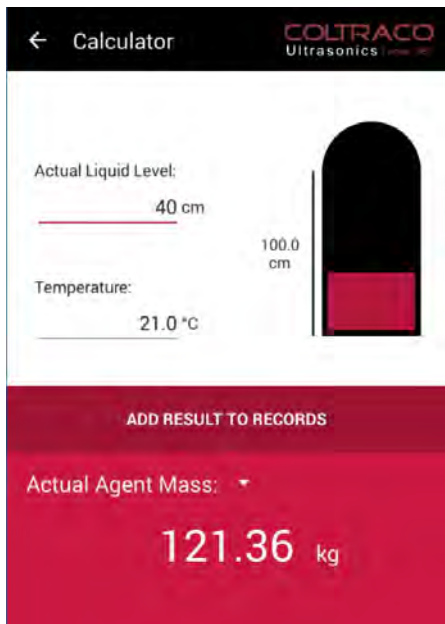 ← Calculator
COLTRACO
Ultrasonics
Actual Liquid Level:
40 cm
100.0
cm
Temperature:
21.0 °C
ADD RESULT TO RECORDS
Actual Agent Mass:
121.36 kg